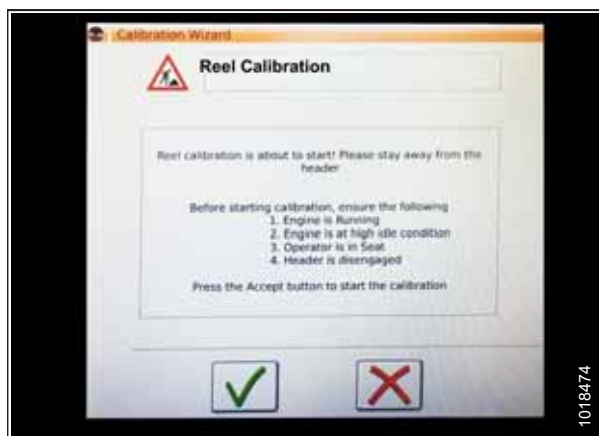 Calibration Wizard
Reel Calibration
Reel calibration is about to start! Please stay away from the
header
Before starting calibration, ensure the following
1. Engine is Running
2. Engine is at high idle condition
3. Operator is in Seat
4. Header is disengaged
Press the Accept button to start the calibration
1018474